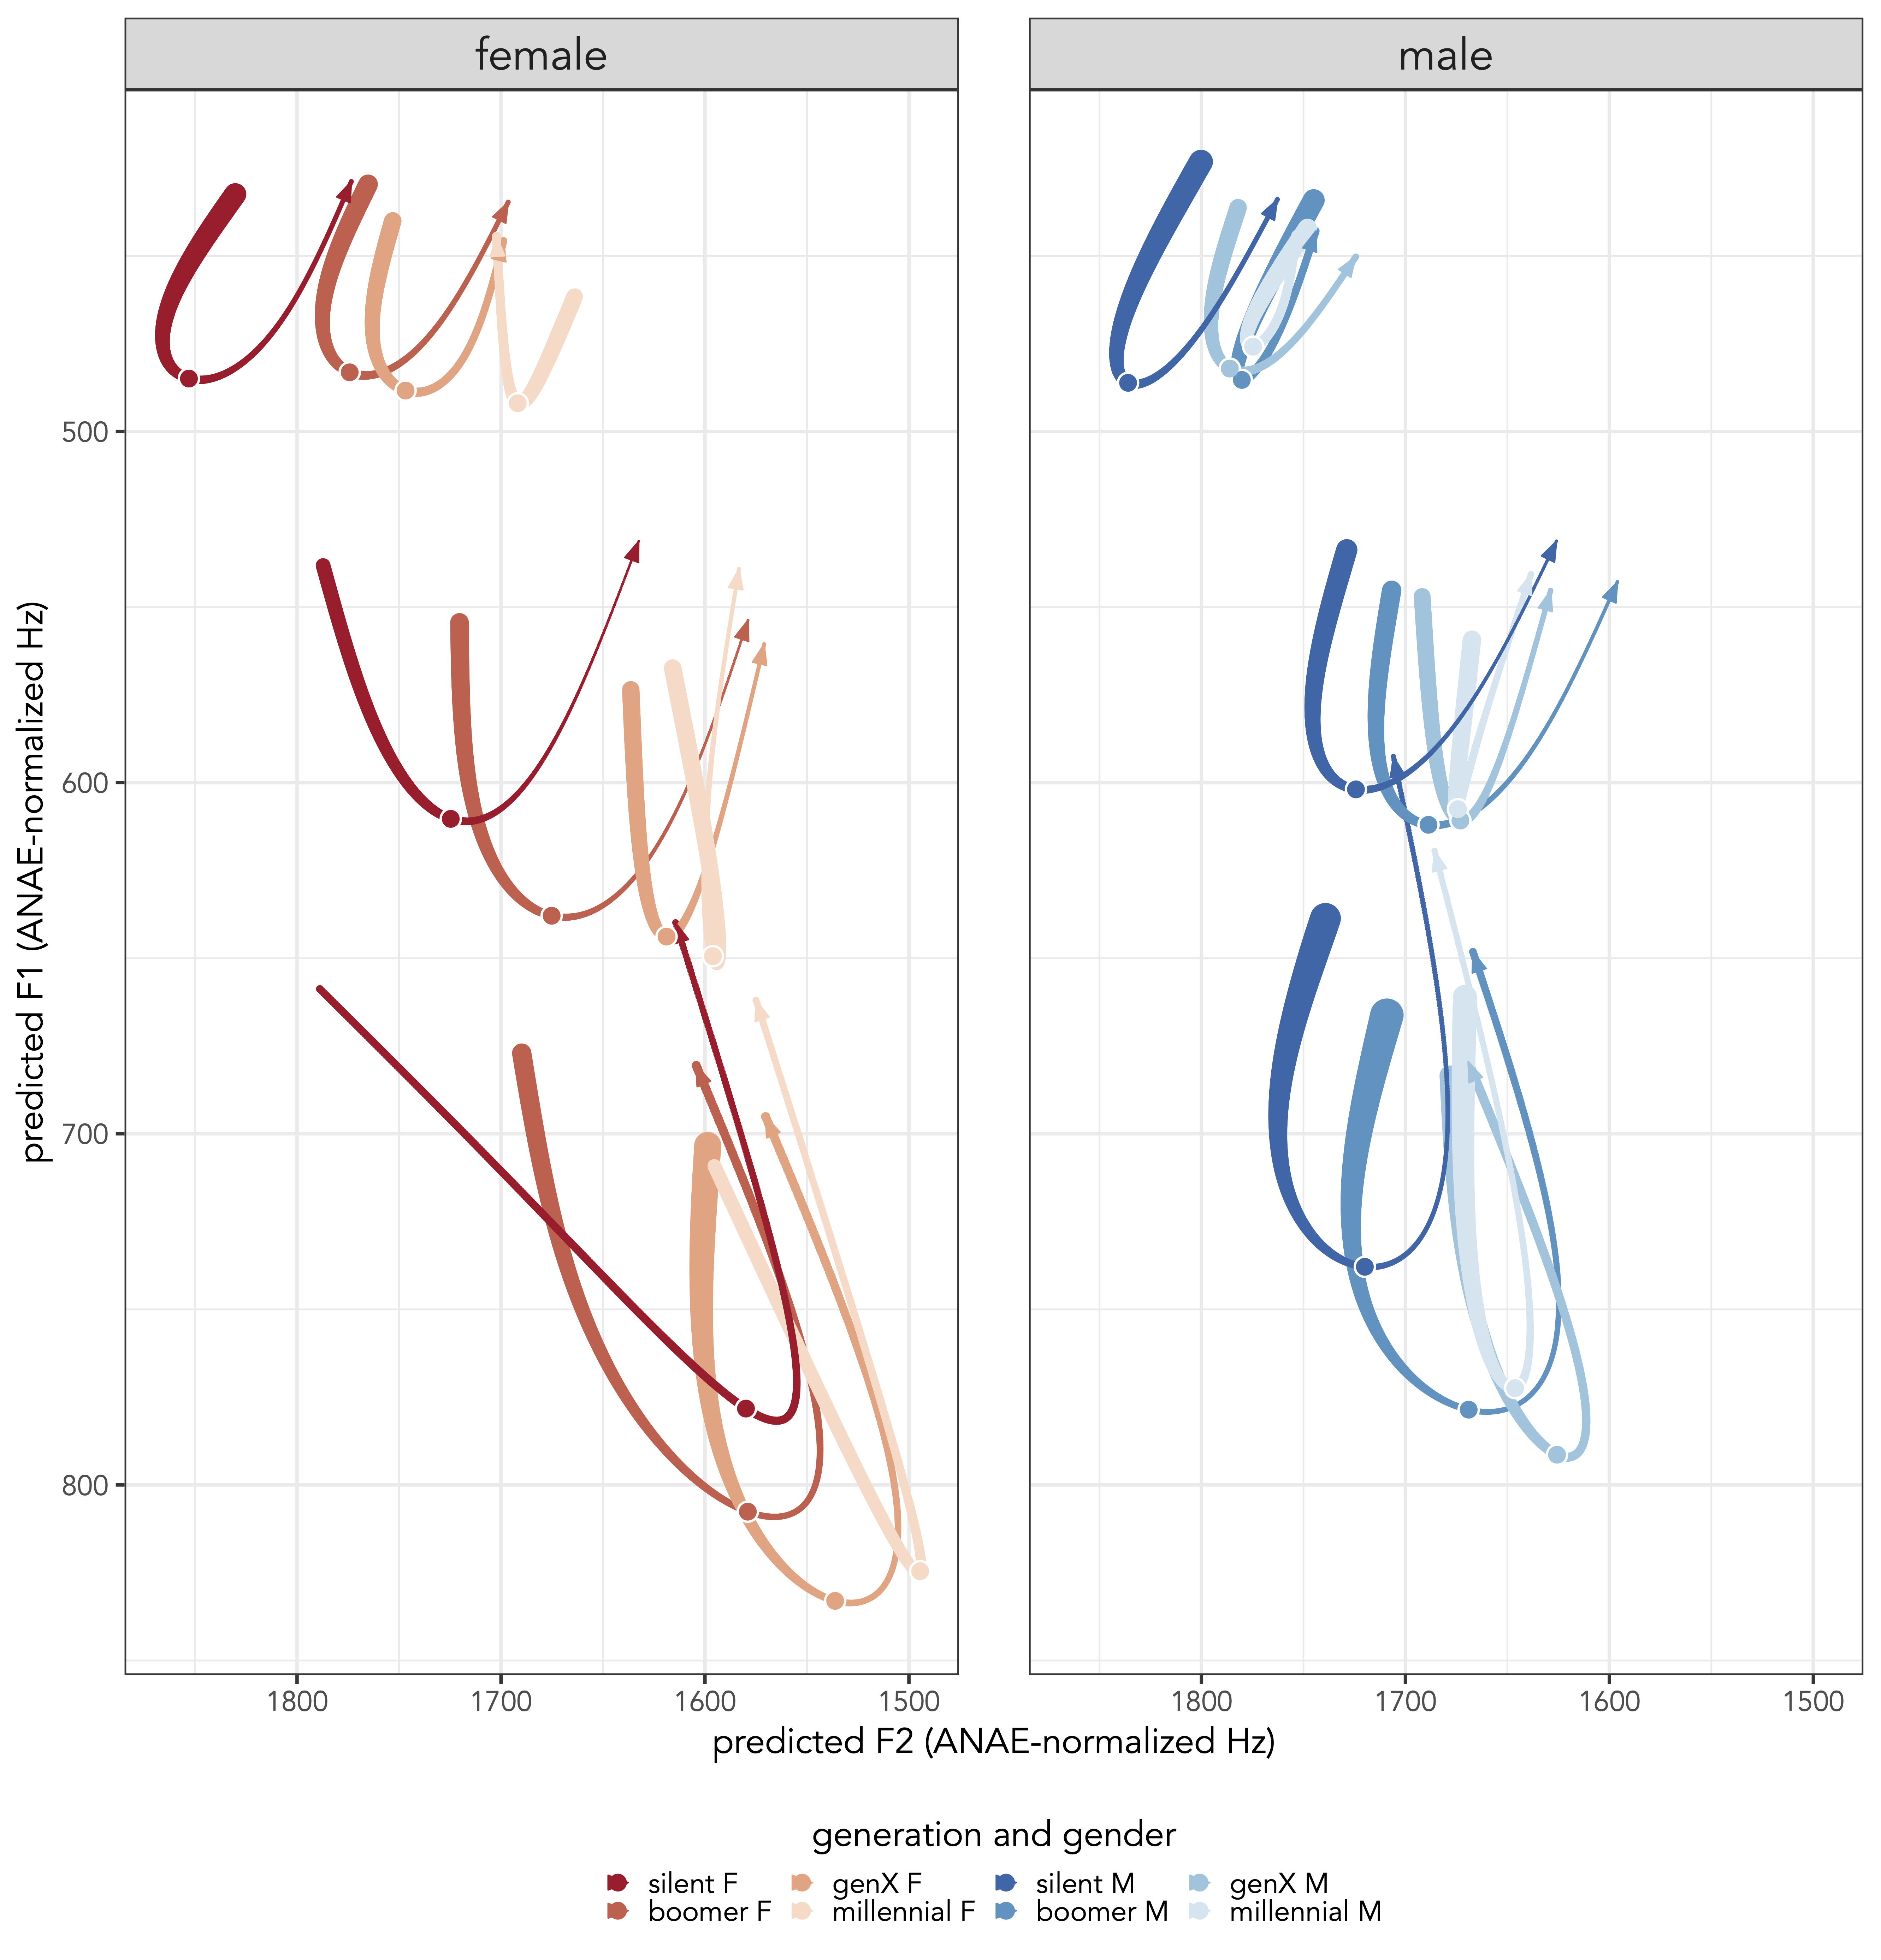 female
male
500
600
700
800
predicted F1 (ANAE-normalized Hz)
1800
1700
1600
1500
1800
1700
1600
1500
predicted F2 (ANAE-normalized Hz)
generation and gender
silent F
genX F
silent M
genX M
boomer F
millennial F
boomer M
millennial M